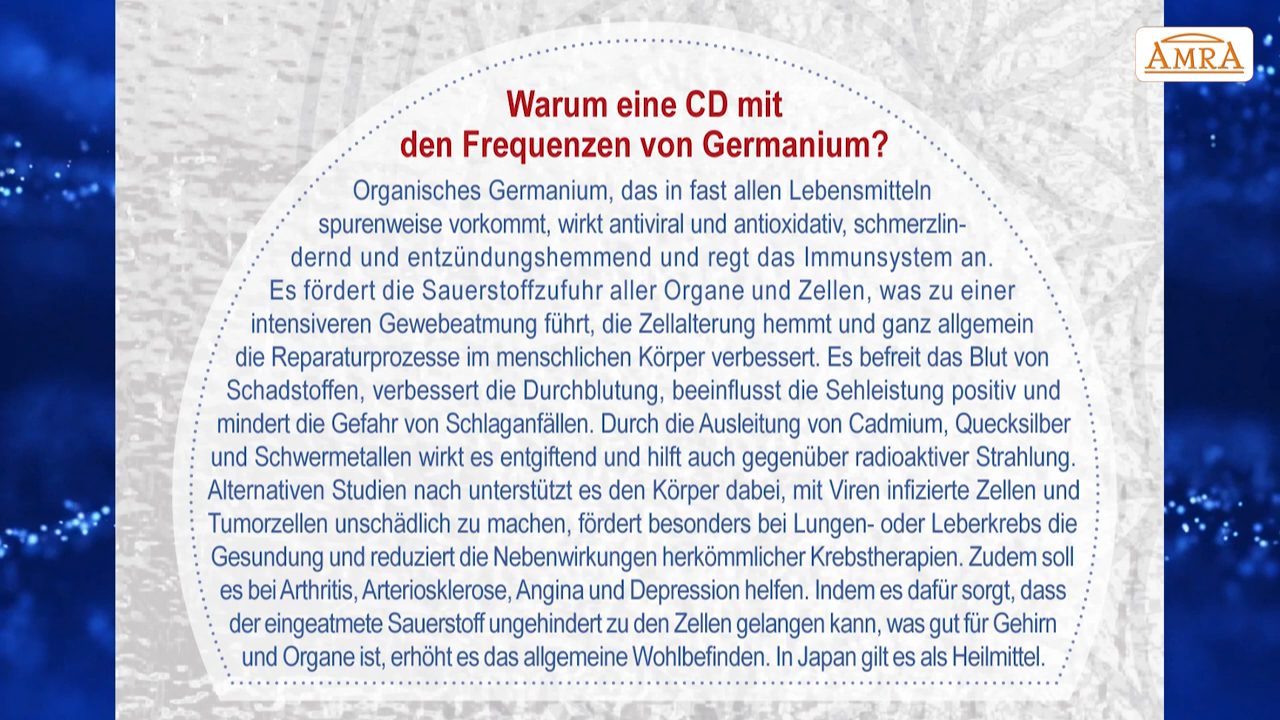 AMRA
Warum eine CD mit
den Frequenzen von Germanium?
Organisches Germanium, das in fast allen Lebensmitteln
spurenweise vorkommt, wirkt antiviral und antioxidativ, schmerzlin-
dernd und entzündungshemmend und regt das Immunsystem an.
Es fördert die Sauerstoffzufuhr aller Organe und Zellen, was zu einer
intensiveren Gewebeatmung führt, die Zellalterung hemmt und ganz allgemein
die Reparaturprozesse im menschlichen Körper verbessert. Es befreit das Blut von
Schadstoffen, verbessert die Durchblutung, beeinflusst die Sehleistung positiv und
mindert die Gefahr von Schlaganfällen. Durch die Ausleitung von Cadmium, Quecksilber
und Schwermetallen wirkt es entgiftend und hilft auch gegenüber radioaktiver Strahlung.
Alternativen Studien nach unterstützt es den Körper dabei, mit Viren infizierte Zellen und
Tumorzellen unschädlich zu machen, fördert besonders bei Lungen- oder Leberkrebs die
Gesundung und reduziert die Nebenwirkungen herkömmlicher Krebstherapien. Zudem soll
es bei Arthritis, Arteriosklerose, Angina und Depression helfen. Indem es dafür sorgt, dass
der eingeatmete Sauerstoff ungehindert zu den Zellen gelangen kann, was gut für Gehirn
und Organe ist, erhöht es das allgemeine Wohlbefinden. In Japan gilt es als Heilmittel.